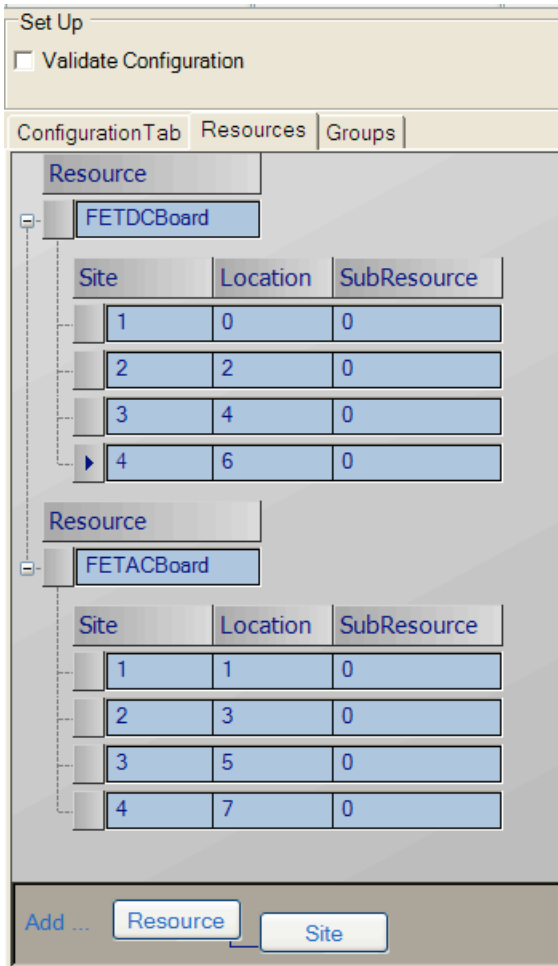 Set Up
Validate Configuration
ConfigurationTab Resources Groups
Resource
FETDCBoard
Site Location SubResource
1 0 0
2 2 0
3 4 0
4 6 0
Resource
FETACBoard
Site Location SubResource
1 1 0
2 3 0
3 5 0
4 7 0
Add ... Resource Site